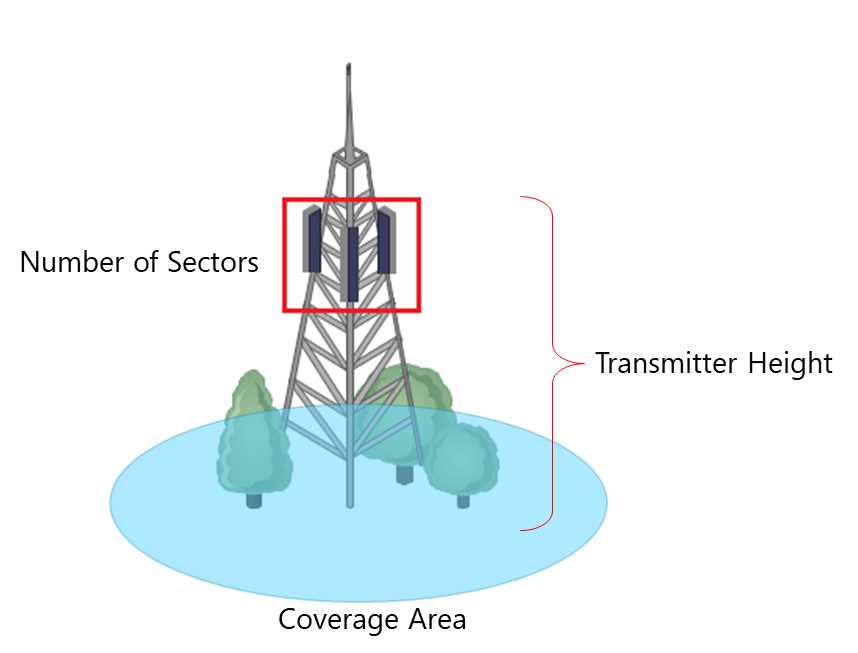 Number of Sectors
Transmitter Height
Coverage Area